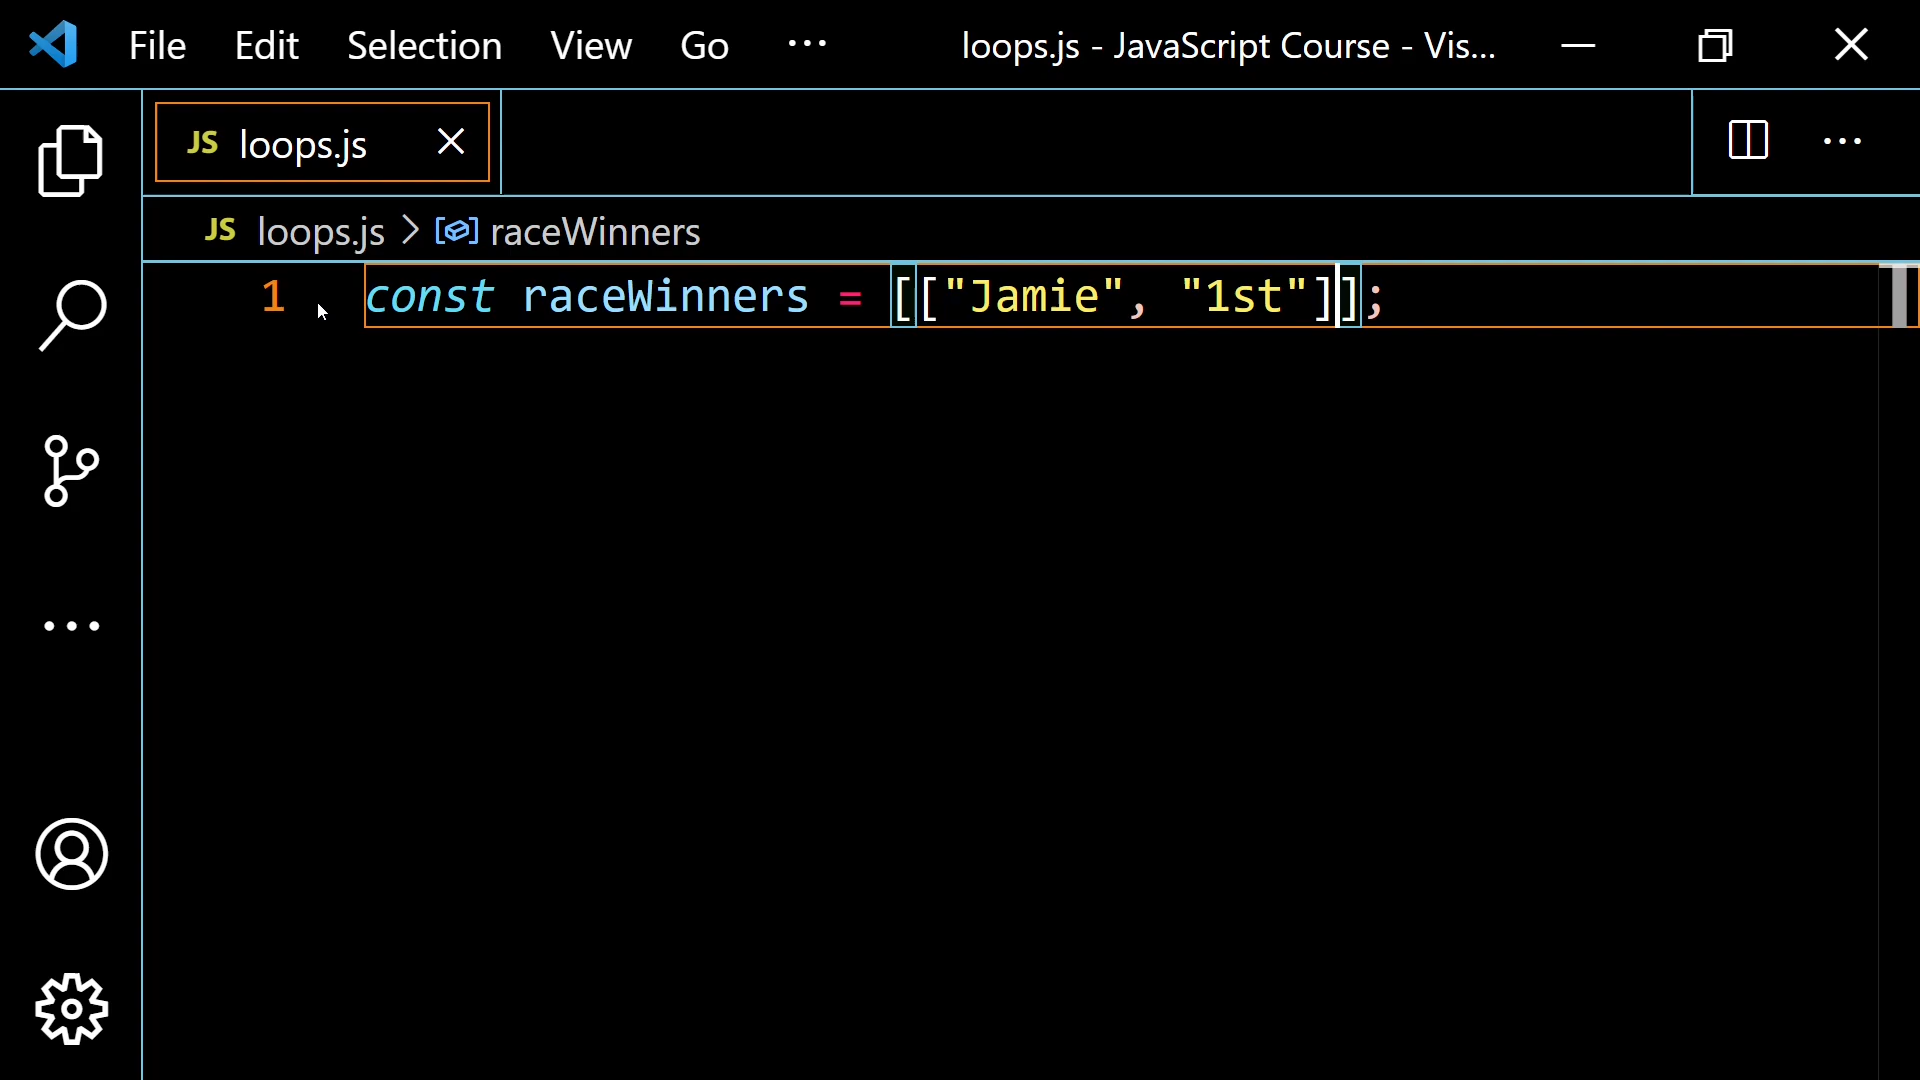 File Edit Selection View Go ··· loops.js - JavaScript Course - Vis...
JS loops.js
JS loops.js > raceWinners
1 const raceWinners = [["Jamie", "1st"]];